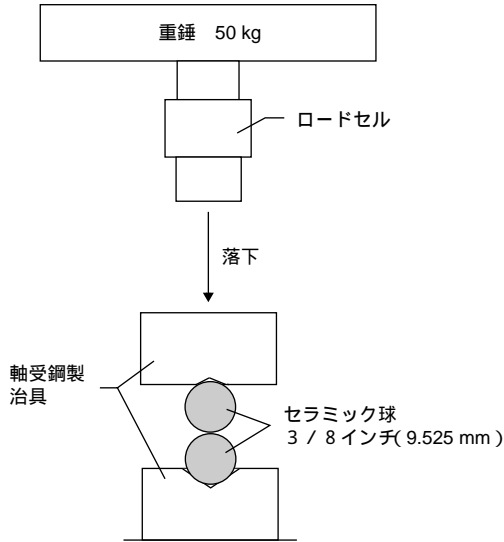 重錘　50 kg
ロードセル
落下
軸受鋼製
治具
セラミック球
3 / 8 インチ( 9.525 mm )